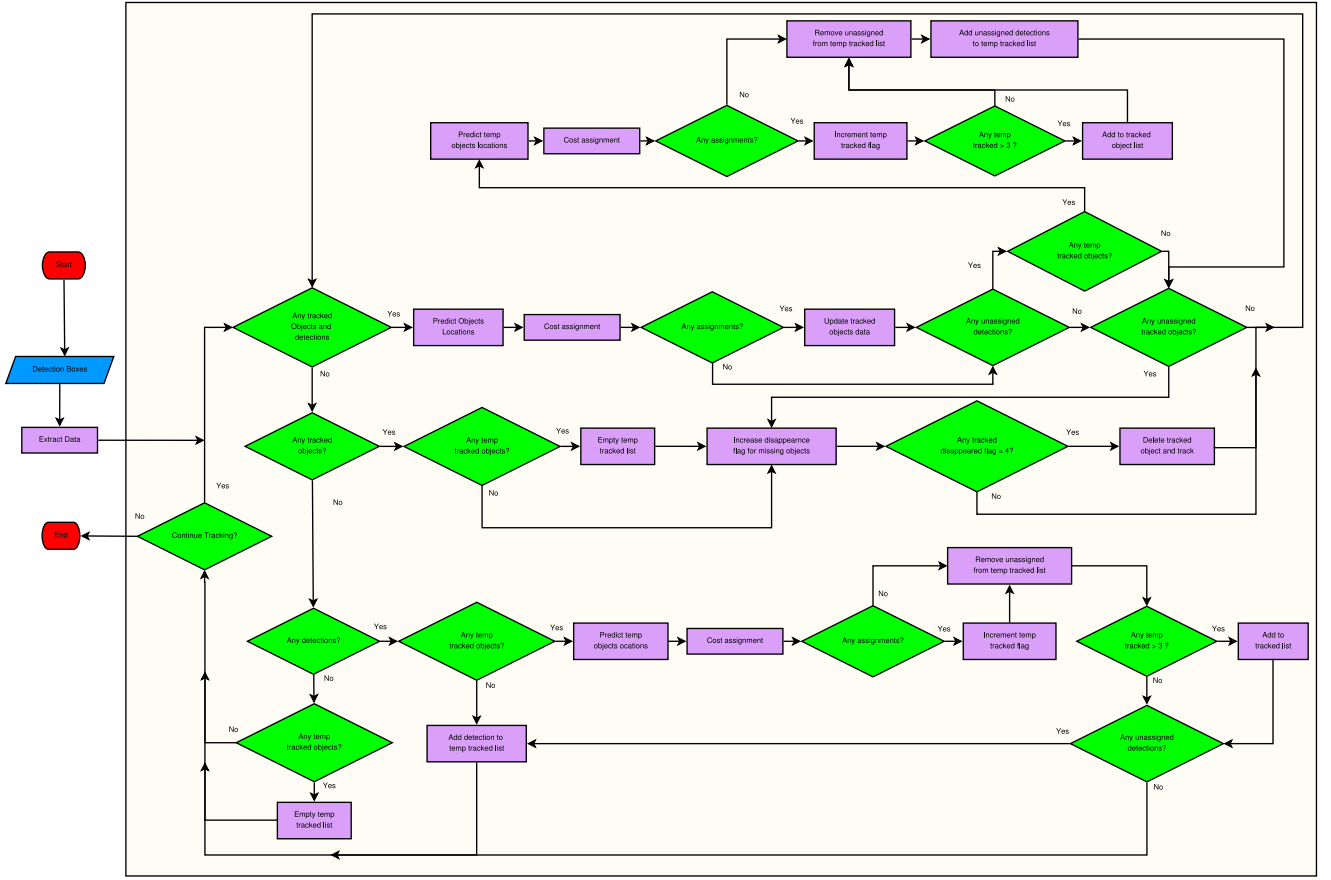 Remove unassigned
from temp tracked list
Add unassigned detections
to temp tracked list
No
No
Predict temp
objects locations
Cost assignment
Any assignments?
Yes
Increment temp
tracked flag
Any temp
tracked > 3 ?
Yes
Add to tracked
object list
Yes
Any temp
tracked objects?
No
Start
Yes
Any tracked
Objects and
detections
Yes
Predict Objects
Locations
Cost assignment
Any assignments?
Yes
Update tracked
objects data
Any unassigned
detections?
No
Any unassigned
tracked objects?
No
Detection Boxes
No
No
Yes
Extract Data
Any tracked
objects?
Yes
Any temp
tracked objects?
Yes
Empty temp
tracked list
Increase disappearnce
flag for missing objects
Any tracked
disappeared flag = 4?
Yes
Delete tracked
object and track
Yes
No
No
No
End
Continue Tracking?
Remove unassigned
from temp tracked list
No
Any detections?
Yes
Any temp
tracked objects?
Yes
Predict temp
objects ocations
Cost assignment
Any assignments?
Yes
Increment temp
tracked flag
Any temp
tracked > 3 ?
Yes
Add to
tracked list
No
No
No
No
Any temp
tracked objects?
Add detection to
temp tracked list
Yes
Any unassigned
detections?
Yes
No
Empty temp
tracked list